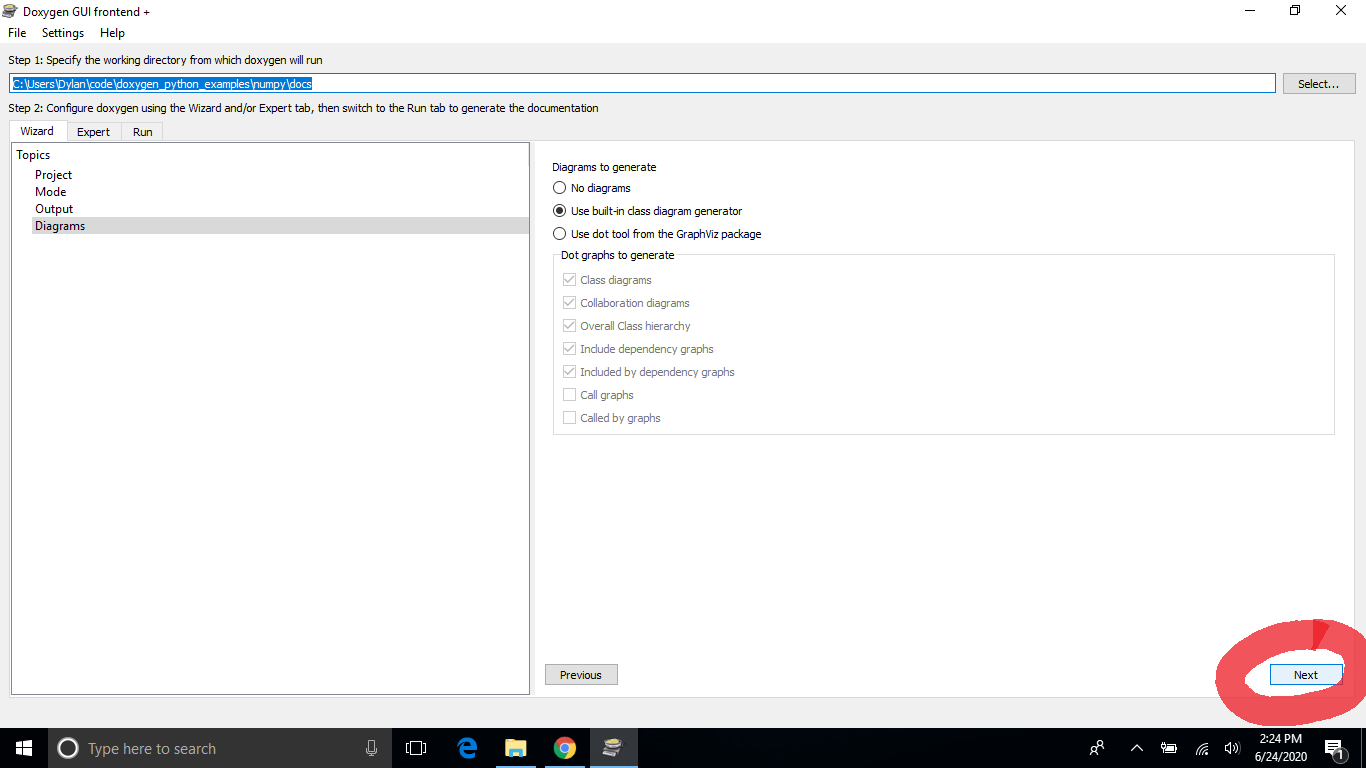 Doxygen GUI frontend +
File Settings Help
Step 1: Specify the working directory from which doxygen will run
C:\Users\Dylan\code\doxygen_python_examples\numpy\docs
Select...
Step 2: Configure doxygen using the Wizard and/or Expert tab, then switch to the Run tab to generate the documentation
Wizard Expert Run
Topics
Project
Mode
Output
Diagrams
Diagrams to generate
No diagrams
Use built-in class diagram generator
Use dot tool from the GraphViz package
Dot graphs to generate
Class diagrams
Collaboration diagrams
Overall Class hierarchy
Include dependency graphs
Included by dependency graphs
Call graphs
Called by graphs
Previous
Next
Type here to search
2:24 PM
6/24/2020
1